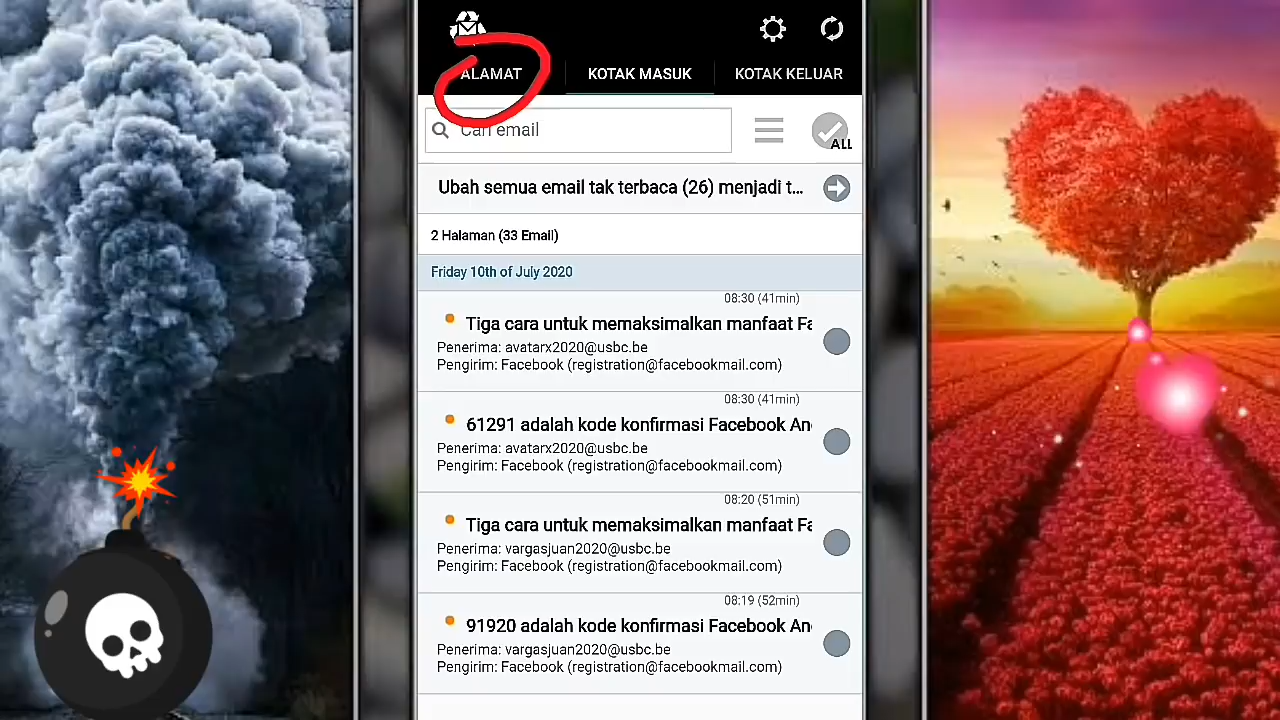 ALAMAT
KOTAK MASUK
KOTAK KELUAR
Cari email
ALL
Ubah semua email tak terbaca (26) menjadi t...
2 Halaman (33 Email)
Friday 10th of July 2020
08:30 (41min)
Tiga cara untuk memaksimalkan manfaat Fa
Penerima: avatarx2020@usbc.be
Pengirim: Facebook (registration@facebookmail.com)
08:30 (41min)
61291 adalah kode konfirmasi Facebook An
Penerima: avatarx2020@usbc.be
Pengirim: Facebook (registration@facebookmail.com)
08:20 (51min)
Tiga cara untuk memaksimalkan manfaat Fa
Penerima: vargasjuan2020@usbc.be
Pengirim: Facebook (registration@facebookmail.com)
08:19 (52min)
91920 adalah kode konfirmasi Facebook An
Penerima: vargasjuan2020@usbc.be
Pengirim: Facebook (registration@facebookmail.com)